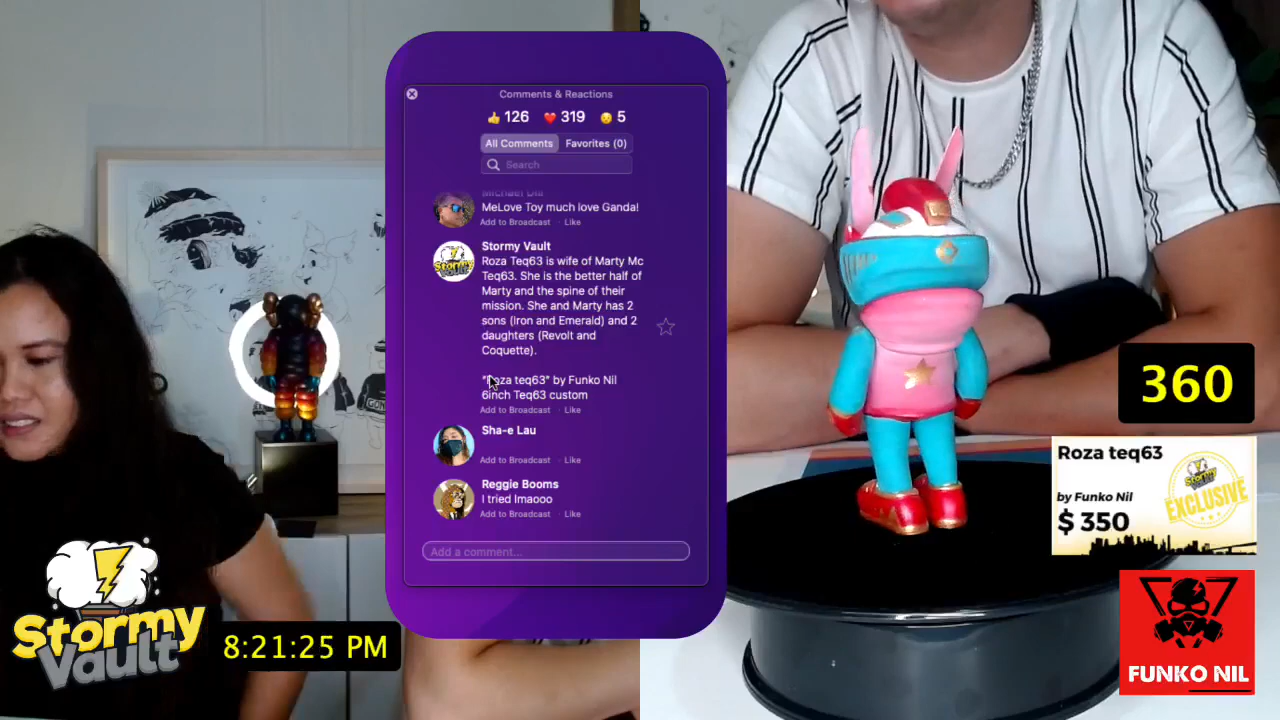 Comments & Reactions
126 319 5
All Comments Favorites (0)
Search
MeLove Toy much love Ganda!
Add to Broadcast · Like
Stormy Vault
Roza Teq63 is wife of Marty Mc
Teq63. She is the better half of
Marty and the spine of their
mission. She and Marty has 2
sons (Iron and Emerald) and 2
daughters (Revolt and
Coquette).
"Roza teq63" by Funko Nil
6inch Teq63 custom
Add to Broadcast · Like
Sha-e Lau
Add to Broadcast · Like
Reggie Booms
I tried lmaooo
Add to Broadcast · Like
Add a comment...
Stormy
Vault
8:21:25 PM
360
Roza teq63
by Funko Nil
$ 350
EXCLUSIVE
FUNKO NIL